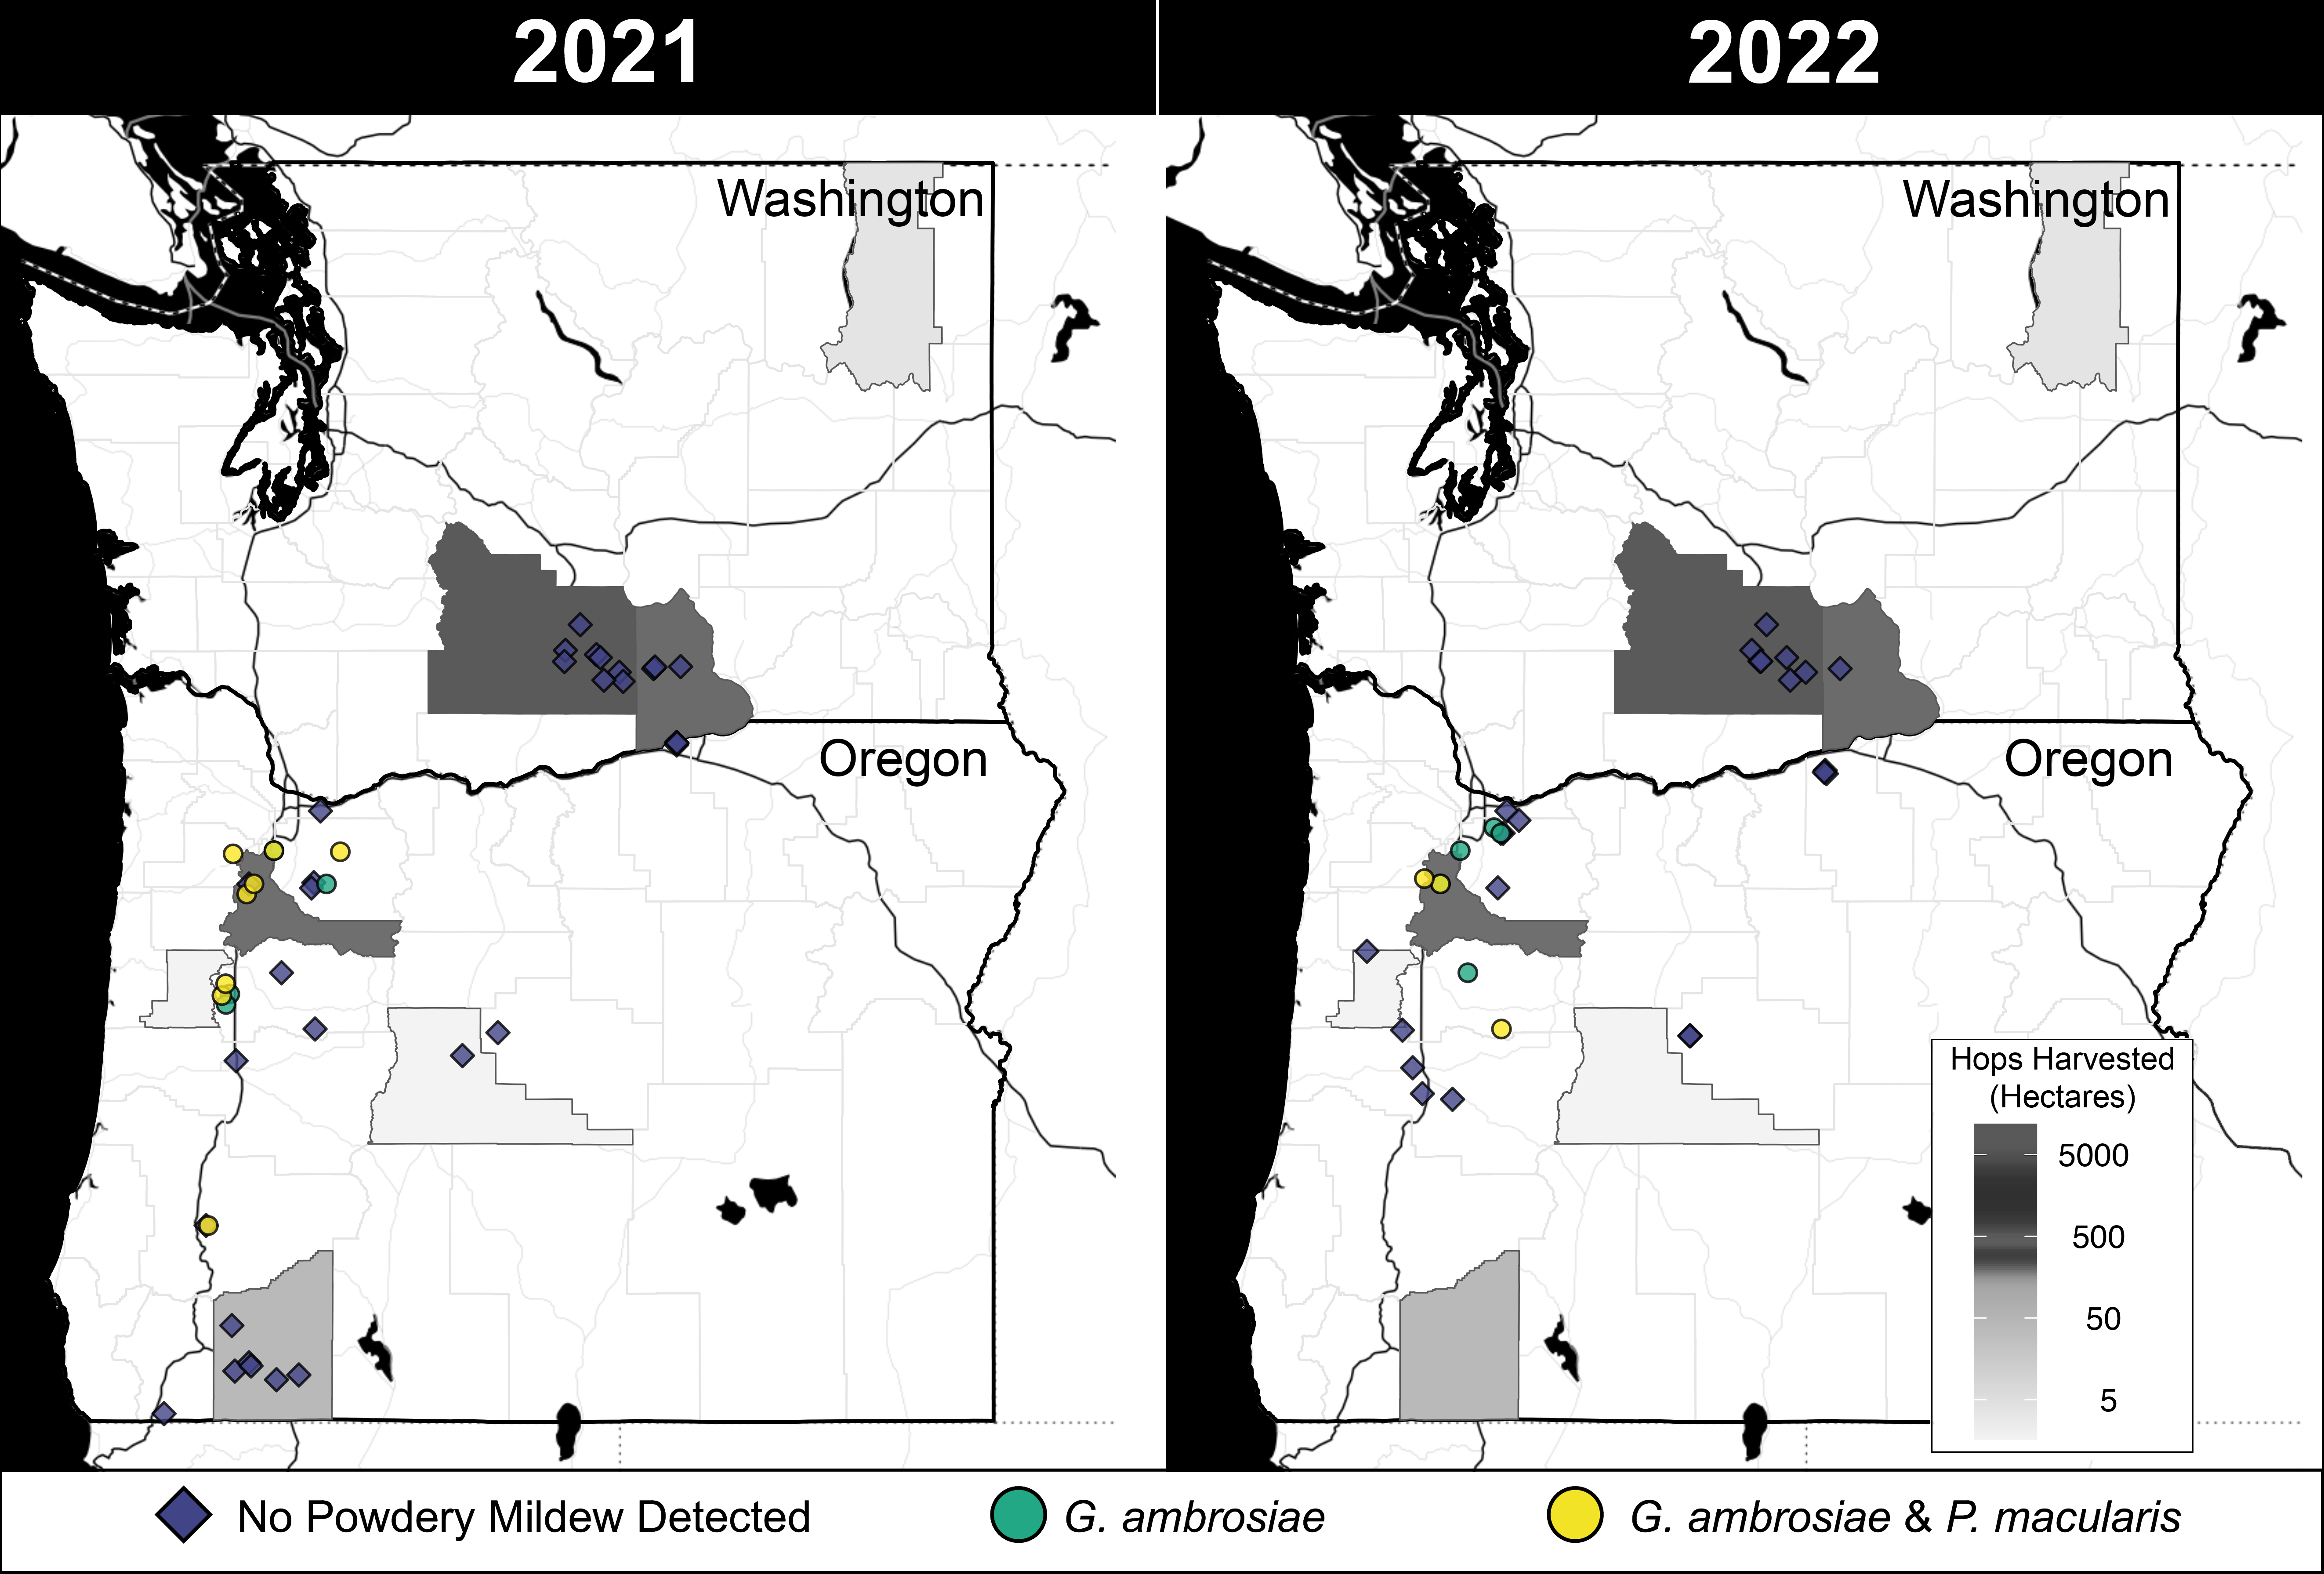 2021
2022
Washington
Washington
Oregon
Oregon
Hops Harvested
(Hectares)
5000
500
50
5
No Powdery Mildew Detected
G. ambrosiae
G. ambrosiae & P. macularis